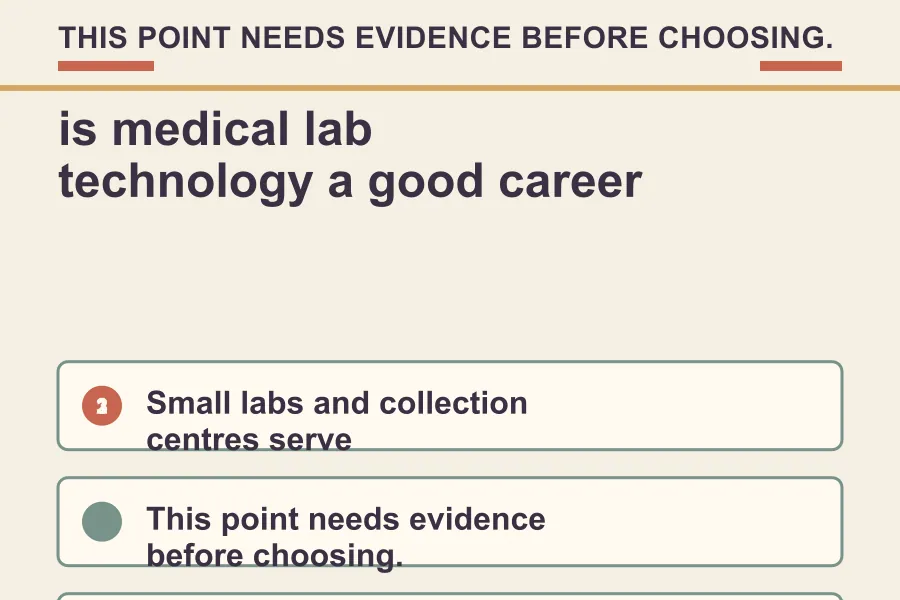 THIS POINT NEEDS EVIDENCE BEFORE CHOOSING.
is medical lab
technology a good career
Small labs and collection
centres serve
This point needs evidence
before choosing.